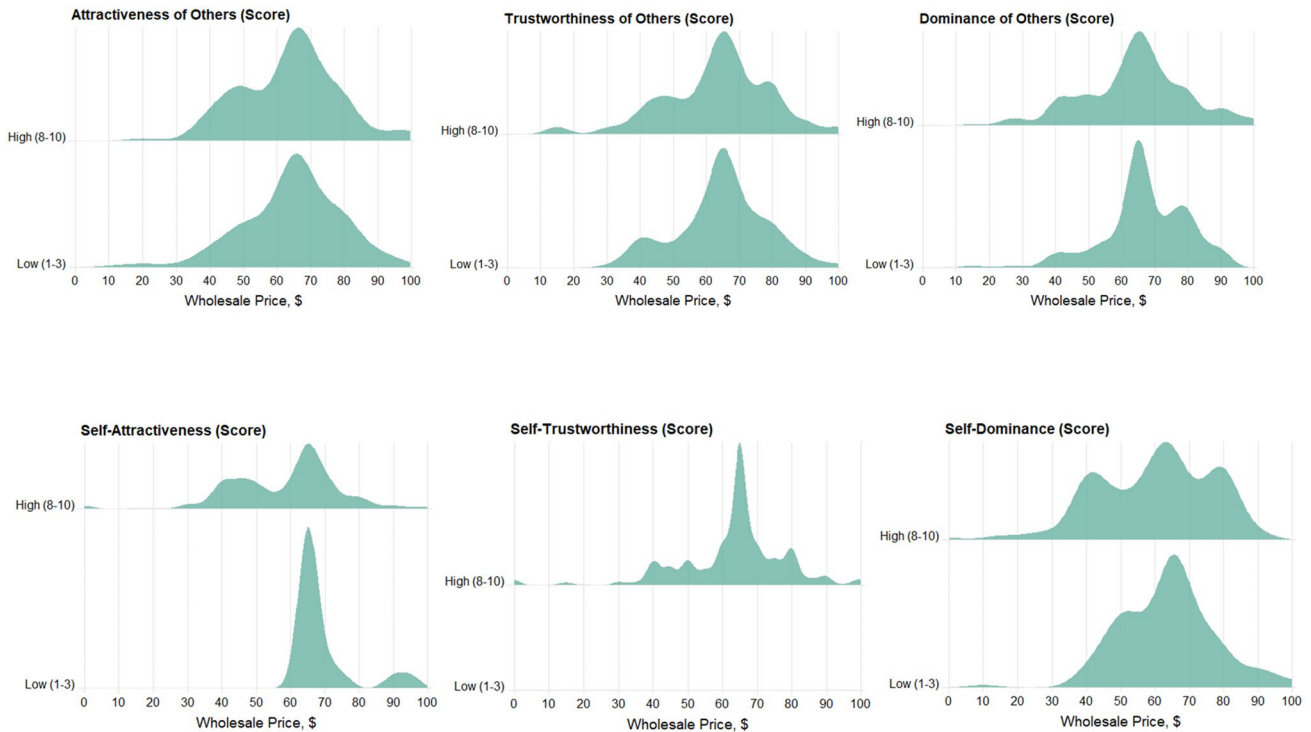 Attractiveness of Others (Score)
High (8-10)
Low (1-3)
0 10 20 30 40 50 60 70 80 90 100
Wholesale Price, $
Trustworthiness of Others (Score)
High (8-10)
Low (1-3)
0 10 20 30 40 50 60 70 80 90 100
Wholesale Price, $
Dominance of Others (Score)
High (8-10)
Low (1-3)
0 10 20 30 40 50 60 70 80 90 100
Wholesale Price, $
Self-Attractiveness (Score)
High (8-10)
Low (1-3)
0 10 20 30 40 50 60 70 80 90 100
Wholesale Price, $
Self-Trustworthiness (Score)
High (8-10)
Low (1-3)
0 10 20 30 40 50 60 70 80 90 100
Wholesale Price, $
Self-Dominance (Score)
High (8-10)
Low (1-3)
0 10 20 30 40 50 60 70 80 90 100
Wholesale Price, $